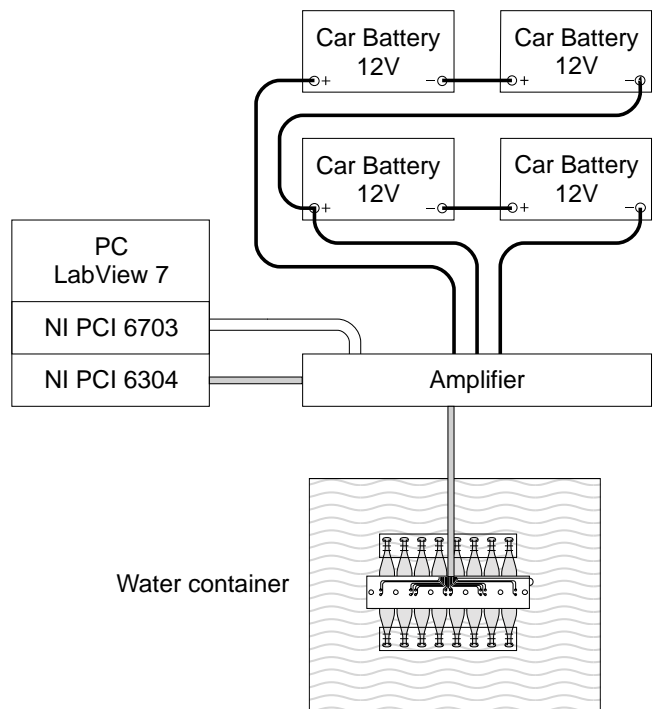 Car Battery
12V
+ −
Car Battery
12V
+ −
Car Battery
12V
+ −
Car Battery
12V
+ −
PC
LabView 7
NI PCI 6703
NI PCI 6304
Amplifier
Water container